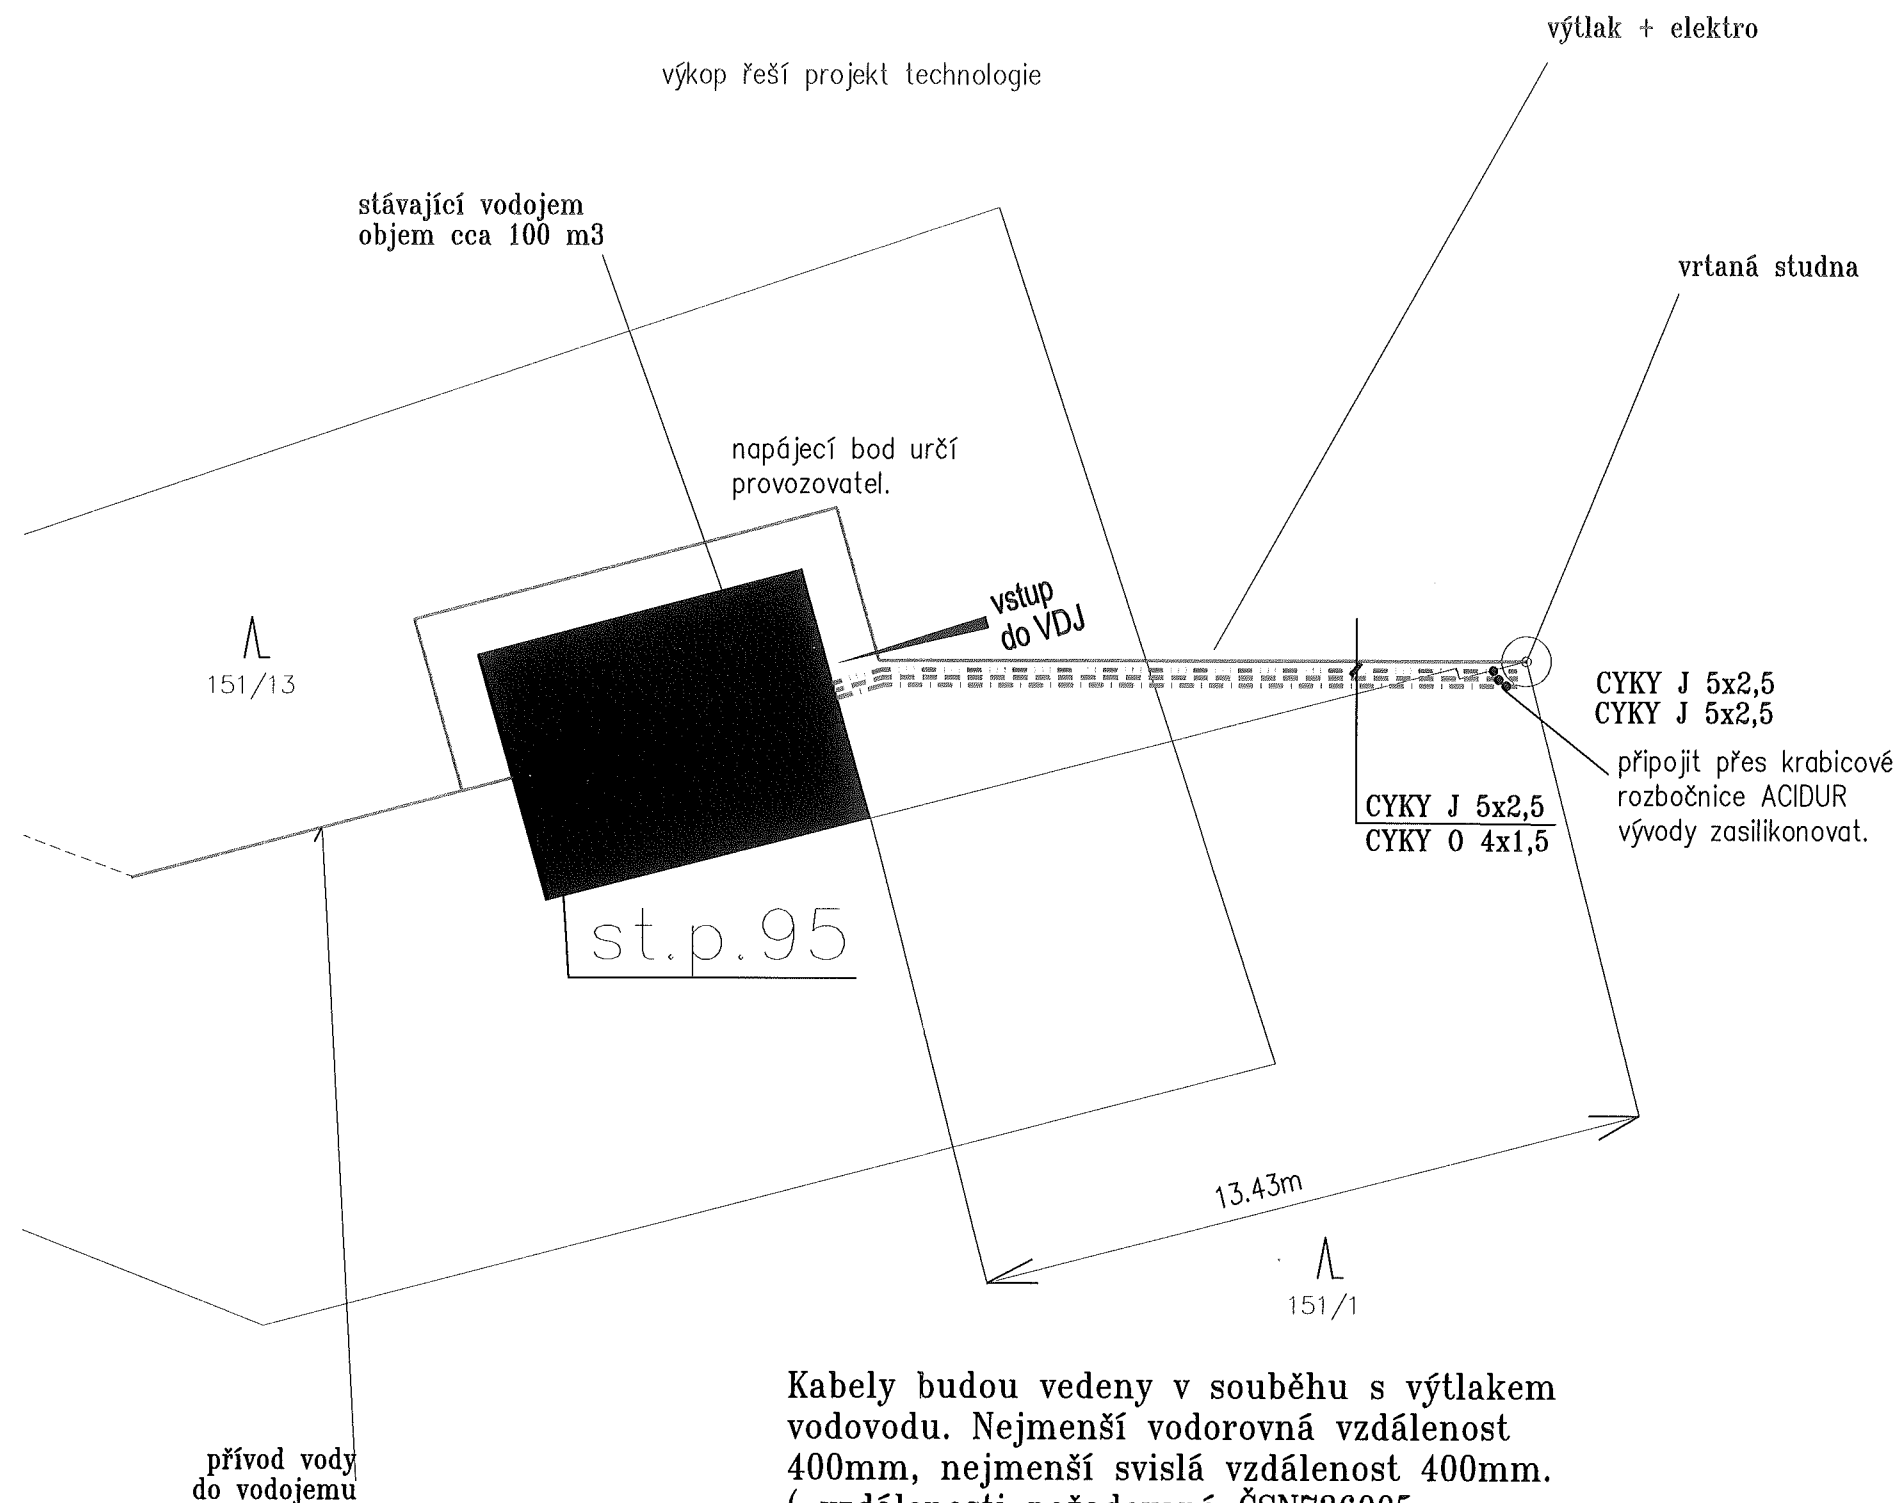 výtlak + elektro
výkop řeší projekt technologie
stávající vodojem
objem cca 100 m3
vrtaná studna
napájecí bod určí
provozovatel.
vstup
do VDJ
151/13
CYKY J 5x2,5
CYKY J 5x2,5
připojit přes krabicové
rozbočnice ACIDUR
vývody zasilikonovat.
CYKY J 5x2,5
CYKY O 4x1,5
st.p.95
13.43m
151/1
Kabely budou vedeny v souběhu s výtlakem
vodovodu. Nejmenší vodorovná vzdálenost
400mm, nejmenší svislá vzdálenost 400mm.
( vzdálenosti požadované ČSN736005
přívod vody
do vodojemu